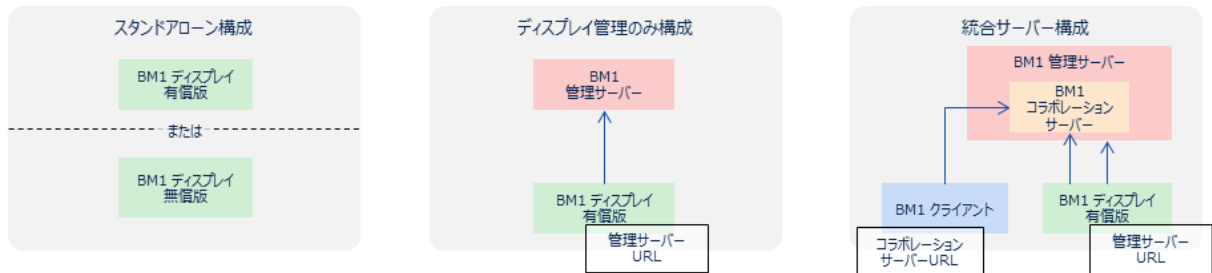 スタンドアローン構成
BM1 ディスプレイ
有償版
または
BM1 ディスプレイ
無償版
ディスプレイ管理のみ構成
BM1
管理サーバー
BM1 ディスプレイ
有償版
管理サーバー
URL
統合サーバー構成
BM1 管理サーバー
BM1
コラボレーション
サーバー
BM1 クライアント
コラボレーション
サーバーURL
BM1 ディスプレイ
有償版
管理サーバー
URL